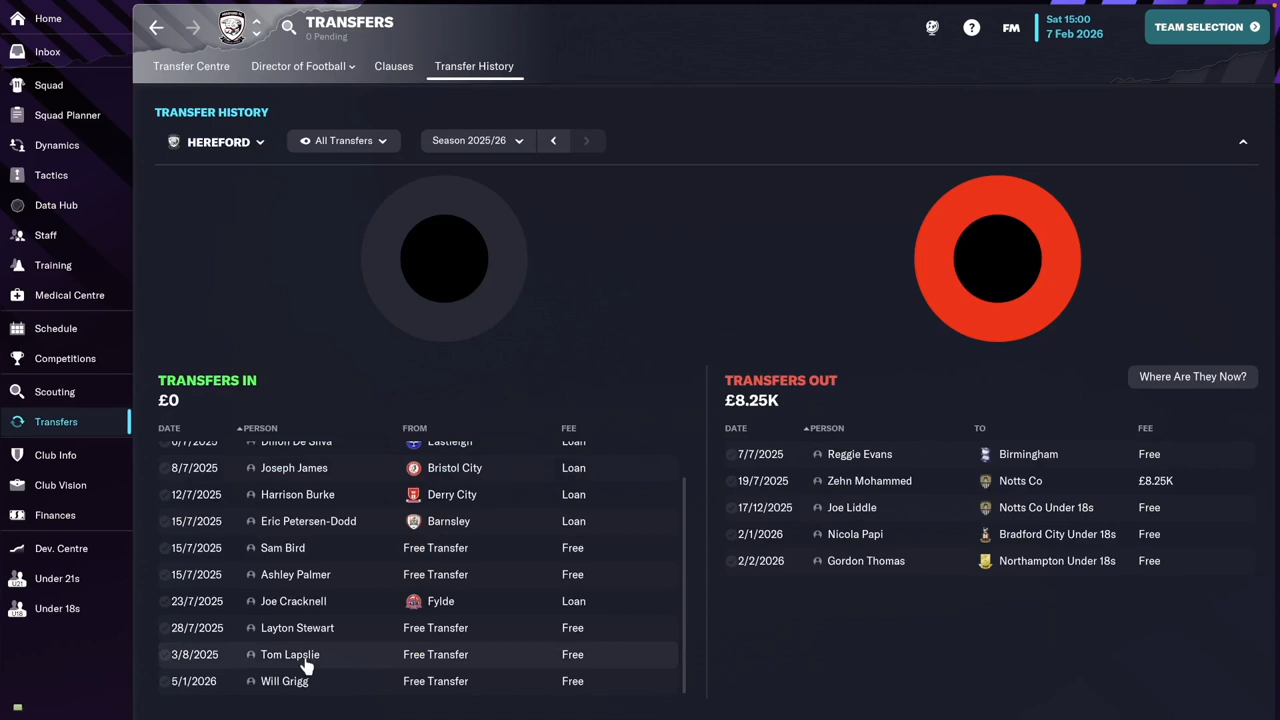 Home
Inbox
Squad
Squad Planner
Dynamics
Tactics
Data Hub
Staff
Training
Medical Centre
Schedule
Competitions
Scouting
Transfers
Club Info
Club Vision
Finances
Dev. Centre
Under 21s
Under 18s
TRANSFERS
0 Pending
FM
Sat 15:00
7 Feb 2026
TEAM SELECTION
Transfer Centre Director of Football Clauses Transfer History
TRANSFER HISTORY
HEREFORD All Transfers Season 2025/26
TRANSFERS IN
£0
DATE PERSON FROM FEE
6/7/2025 Dillon De Silva Eastleigh Loan
8/7/2025 Joseph James Bristol City Loan
12/7/2025 Harrison Burke Derry City Loan
15/7/2025 Eric Petersen-Dodd Barnsley Loan
15/7/2025 Sam Bird Free Transfer Free
15/7/2025 Ashley Palmer Free Transfer Free
23/7/2025 Joe Cracknell Fylde Loan
28/7/2025 Layton Stewart Free Transfer Free
3/8/2025 Tom Lapslie Free Transfer Free
5/1/2026 Will Grigg Free Transfer Free
TRANSFERS OUT
£8.25K
Where Are They Now?
DATE PERSON TO FEE
7/7/2025 Reggie Evans Birmingham Free
19/7/2025 Zehn Mohammed Notts Co £8.25K
17/12/2025 Joe Liddle Notts Co Under 18s Free
2/1/2026 Nicola Papi Bradford City Under 18s Free
2/2/2026 Gordon Thomas Northampton Under 18s Free